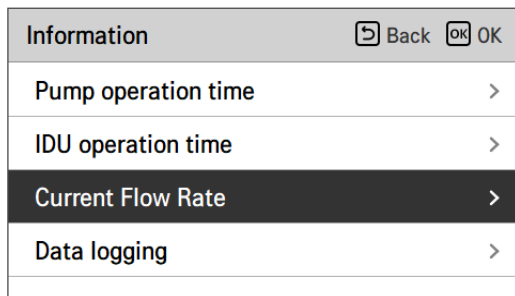 Information Back OK OK
Pump operation time
IDU operation time
Current Flow Rate
Data logging